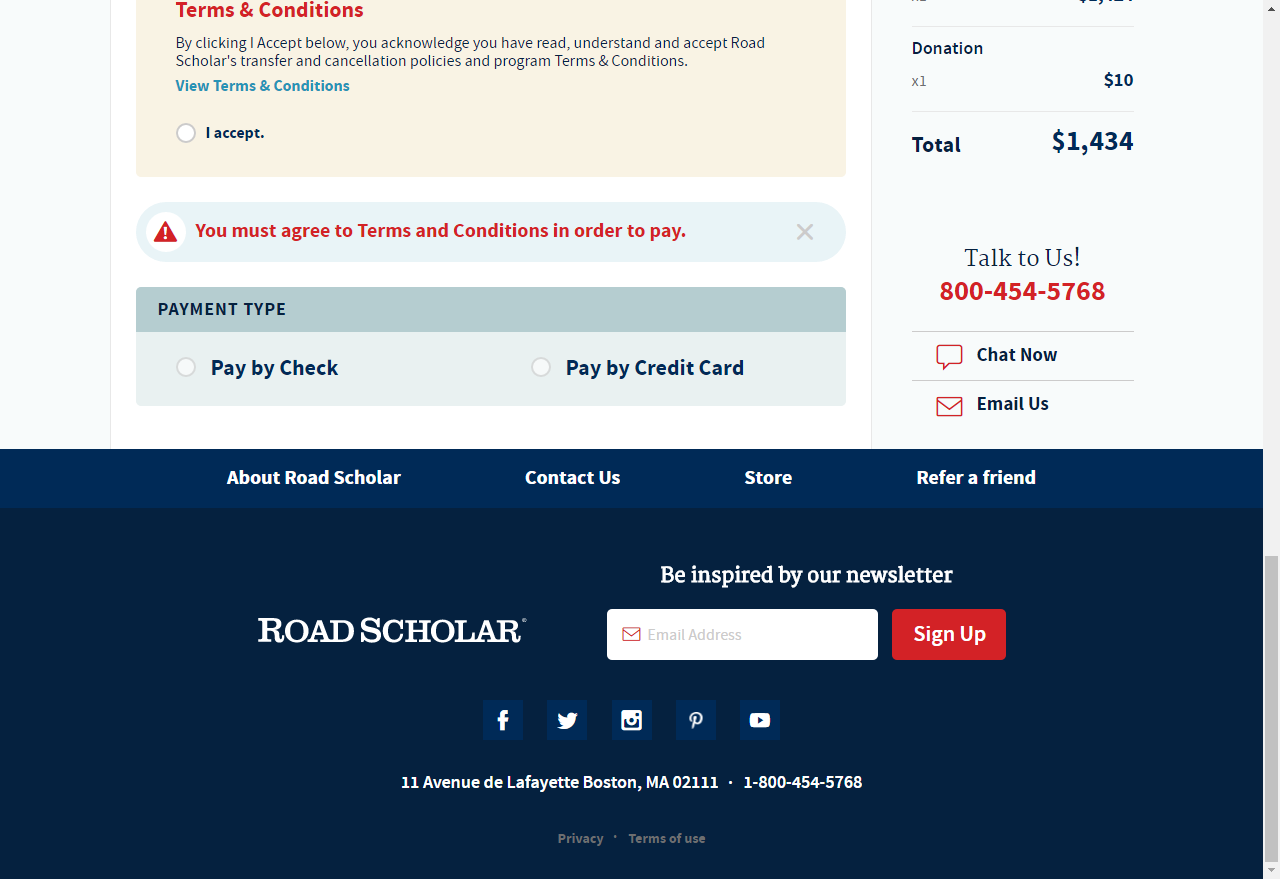 Terms & Conditions
By clicking I Accept below, you acknowledge you have read, understand and accept Road
Scholar's transfer and cancellation policies and program Terms & Conditions.
View Terms & Conditions
I accept.
You must agree to Terms and Conditions in order to pay.
PAYMENT TYPE
Pay by Check
Pay by Credit Card
Donation
x1 $10
Total $1,434
Talk to Us!
800-454-5768
Chat Now
Email Us
About Road Scholar Contact Us Store Refer a friend
Be inspired by our newsletter
ROAD SCHOLAR®
Email Address
Sign Up
11 Avenue de Lafayette Boston, MA 02111 · 1-800-454-5768
Privacy · Terms of use